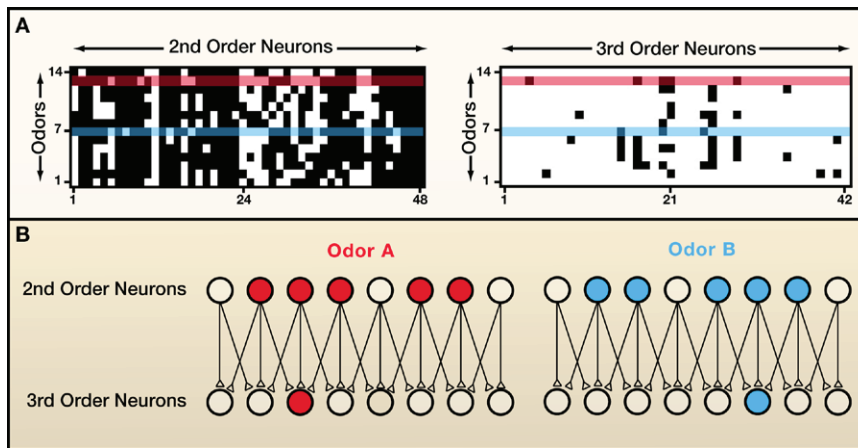 A
2nd Order Neurons
3rd Order Neurons
14
7
1
Odors
1
24
48
14
7
1
Odors
1
21
42
B
Odor A
Odor B
2nd Order Neurons
3rd Order Neurons